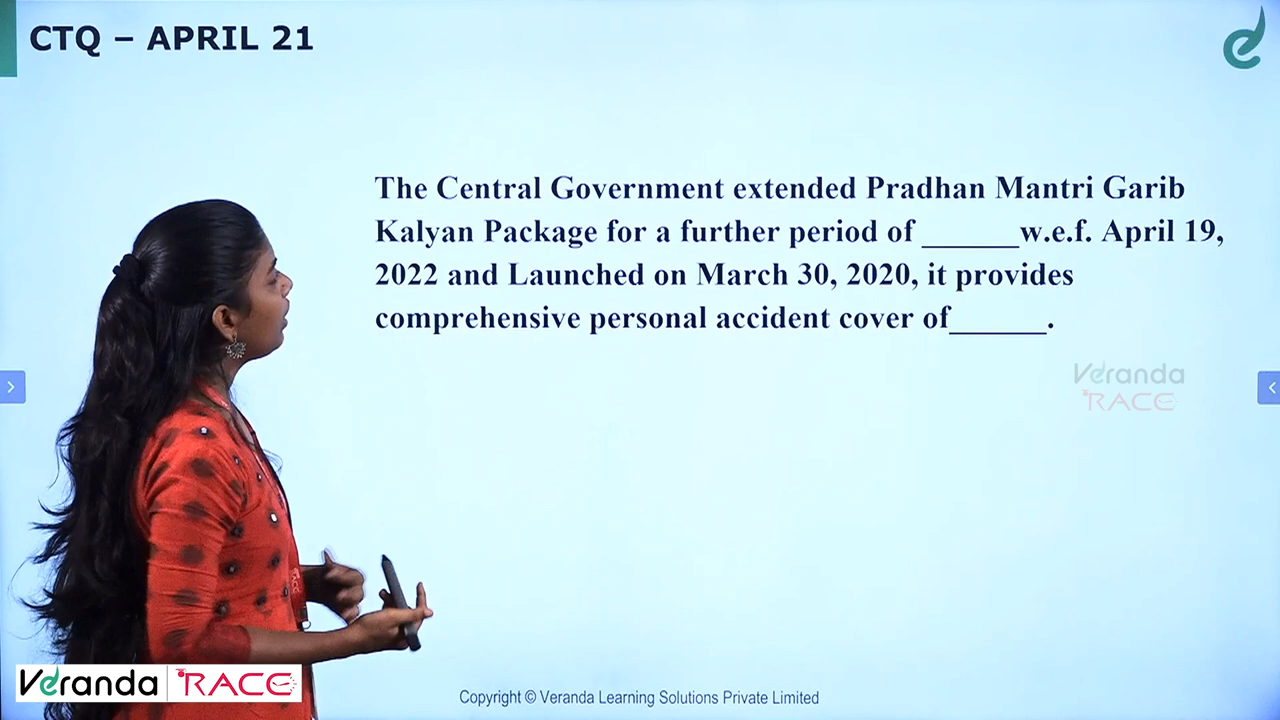 CTQ – APRIL 21
The Central Government extended Pradhan Mantri Garib
Kalyan Package for a further period of ______w.e.f. April 19,
2022 and Launched on March 30, 2020, it provides
comprehensive personal accident cover of______.
Veranda
RACE
Veranda RACE
Copyright © Veranda Learning Solutions Private Limited